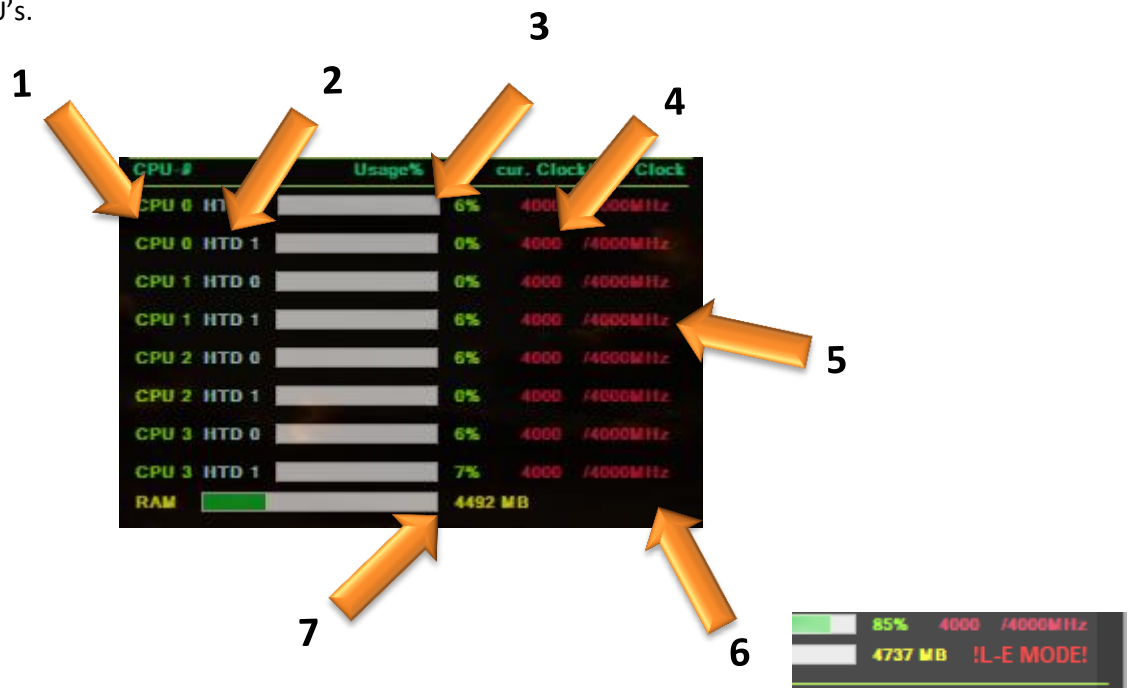 J's.
3
1 2
4
CPU-# Usage% cur. Clock Clock
CPU 0 6% 4000
CPU 0 HTD 1 0% 4000 /4000MHz
CPU 1 HTD 0 0% 4000 /4000MHz
CPU 1 HTD 1 6% 4000 /4000MHz
5
CPU 2 HTD 0 6% 4000 /4000MHz
CPU 2 HTD 1 0% 4000 /4000MHz
CPU 3 HTD 0 6% 4000 /4000MHz
CPU 3 HTD 1 7% 4000 /4000MHz
RAM 4492 MB
7
6
85% 4000 /4000MHz
4737 MB !L-E MODE!